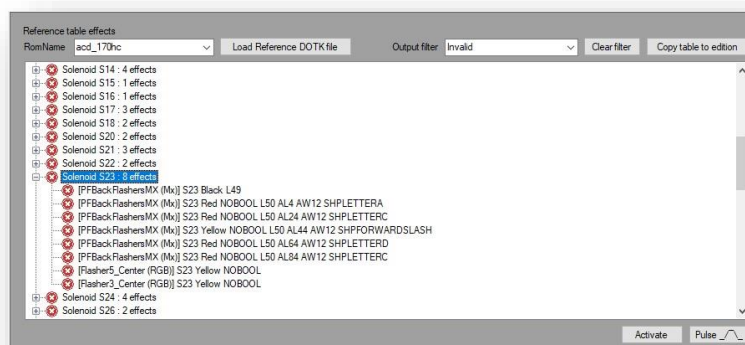 Reference table effects
RomName acd_170hc Load Reference DOTK file Output filter Invalid Clear filter Copy table to edition
Solenoid S14 : 4 effects
Solenoid S15 : 1 effects
Solenoid S16 : 1 effects
Solenoid S17 : 3 effects
Solenoid S18 : 2 effects
Solenoid S20 : 2 effects
Solenoid S21 : 3 effects
Solenoid S22 : 2 effects
Solenoid S23 : 8 effects
[PFBackFlashersMX (Mx)] S23 Black L49
[PFBackFlashersMX (Mx)] S23 Red NOBOOL L50 AL4 AW12 SHPLETTERA
[PFBackFlashersMX (Mx)] S23 Red NOBOOL L50 AL24 AW12 SHPLETTERC
[PFBackFlashersMX (Mx)] S23 Yellow NOBOOL L50 AL44 AW12 SHPFORWARDSLASH
[PFBackFlashersMX (Mx)] S23 Red NOBOOL L50 AL64 AW12 SHPLETTERD
[PFBackFlashersMX (Mx)] S23 Red NOBOOL L50 AL84 AW12 SHPLETTERC
[Flasher5_Center (RGB)] S23 Yellow NOBOOL
[Flasher3_Center (RGB)] S23 Yellow NOBOOL
Solenoid S24 : 4 effects
Solenoid S26 : 2 effects
Activate Pulse _/\_